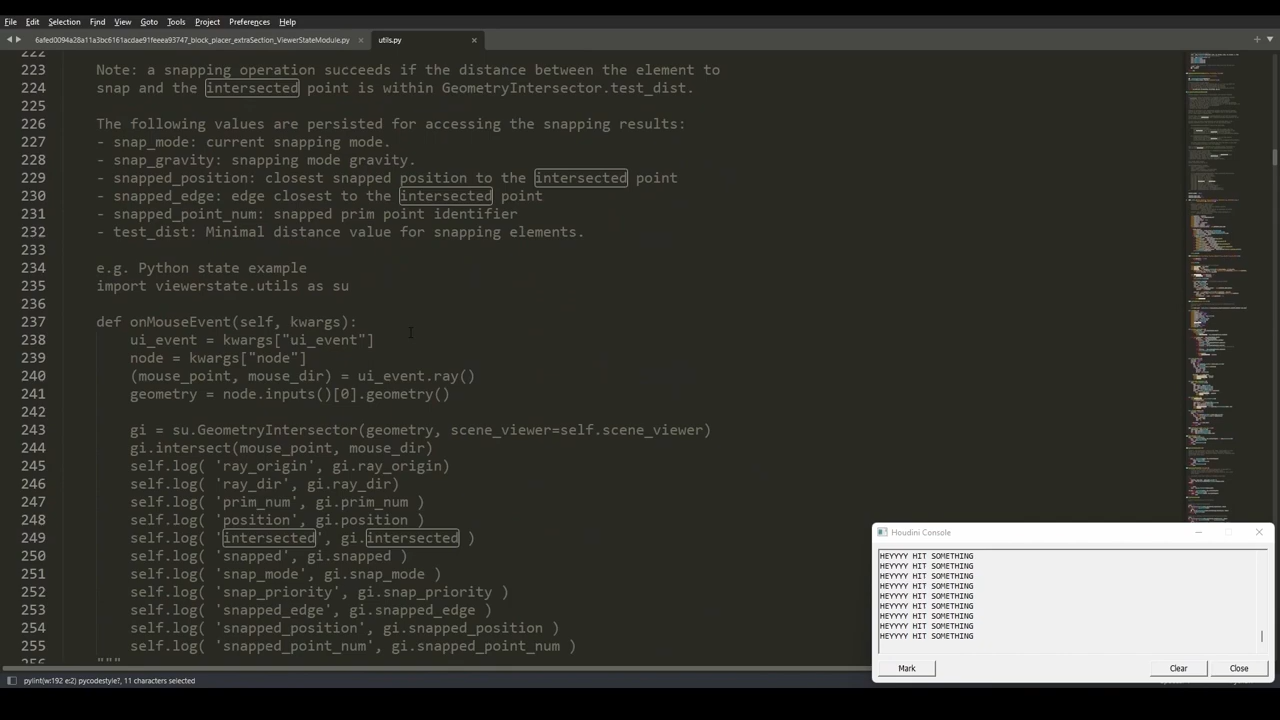 File Edit Selection Find View Goto Tools Project Preferences Help
6afed0094a28a11a3bc6161acdae91feeea93747_block_placer_extraSection_ViewerStateModule.py × utils.py ×
222
223 Note: a snapping operation succeeds if the distance between the element to
224 snap and the intersected point is within GeometryIntersector.test_dist.
225
226 The following values are persisted for accessing the snapping results:
227 - snap_mode: current snapping mode.
228 - snap_gravity: snapping mode gravity.
229 - snapped_position: closest snapped position to the intersected point
230 - snapped_edge: edge closest to the intersected point
231 - snapped_point_num: snapped prim point identifier
232 - test_dist: Minimal distance value for snapping elements.
233
234 e.g. Python state example
235 import viewerstate.utils as su
236
237 def onMouseEvent(self, kwargs):
238 ui_event = kwargs["ui_event"]
239 node = kwargs["node"]
240 (mouse_point, mouse_dir) = ui_event.ray()
241 geometry = node.inputs()[0].geometry()
242
243 gi = su.GeometryIntersector(geometry, scene_viewer=self.scene_viewer)
244 gi.intersect(mouse_point, mouse_dir)
245 self.log( 'ray_origin', gi.ray_origin)
246 self.log( 'ray_dir', gi.ray_dir)
247 self.log( 'prim_num', gi.prim_num )
248 self.log( 'position', gi.position )
249 self.log( 'intersected', gi.intersected )
250 self.log( 'snapped', gi.snapped )
251 self.log( 'snap_mode', gi.snap_mode )
252 self.log( 'snap_priority', gi.snap_priority )
253 self.log( 'snapped_edge', gi.snapped_edge )
254 self.log( 'snapped_position', gi.snapped_position )
255 self.log( 'snapped_point_num', gi.snapped_point_num )
256 """
Houdini Console
HEYYYY HIT SOMETHING
HEYYYY HIT SOMETHING
HEYYYY HIT SOMETHING
HEYYYY HIT SOMETHING
HEYYYY HIT SOMETHING
HEYYYY HIT SOMETHING
HEYYYY HIT SOMETHING
HEYYYY HIT SOMETHING
HEYYYY HIT SOMETHING
Mark Clear Close
pylint(w:192 e:2) pycodestyle?, 11 characters selected